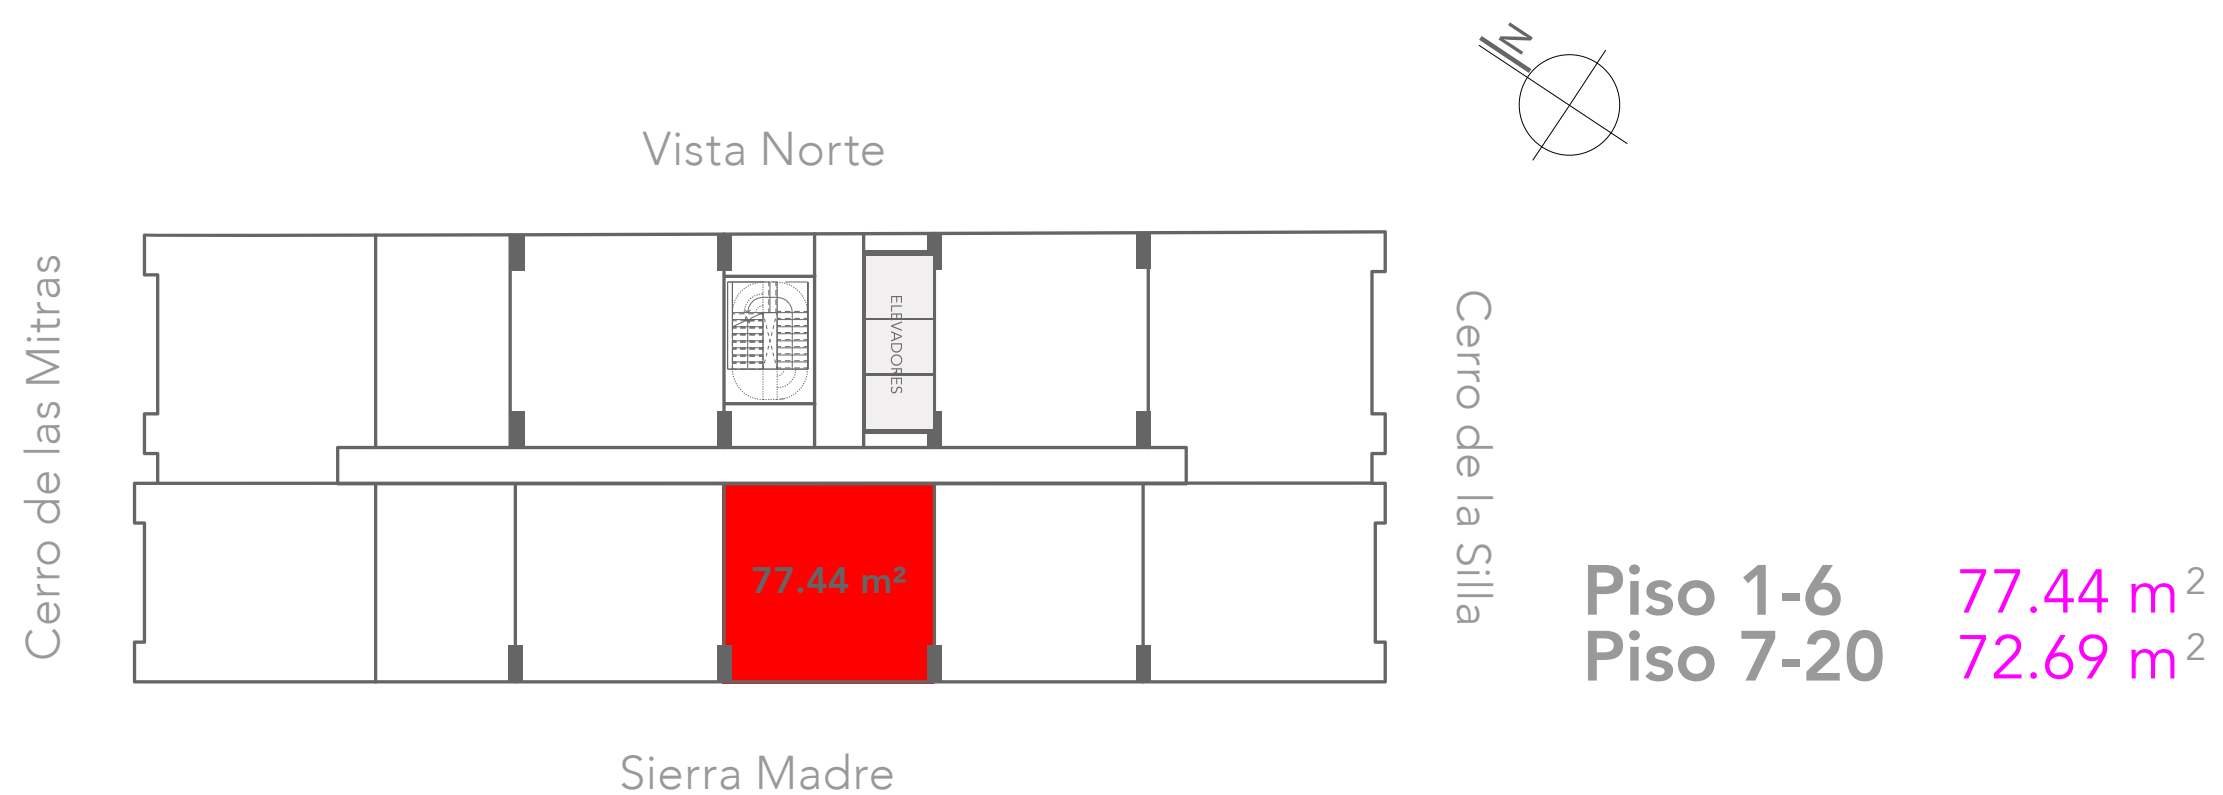 N
Vista Norte
Cerro de las Mitras
ELEVADORES
Cerro de la Silla
77.44 m²
Piso 1-6 77.44 m²
Piso 7-20 72.69 m²
Sierra Madre